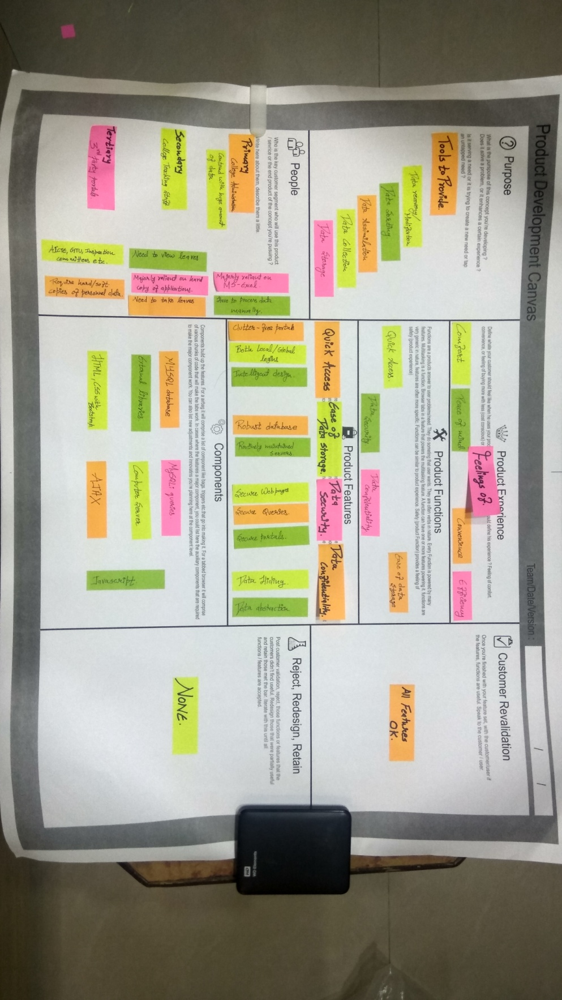 Product Development Canvas
Team/Date/Version :
/ /
Purpose
What is the purpose of this concept you're developing ?
Does it solve a problem, or it enhances a certain experience ?
Is it serving a need or it is trying to create a new need or tap
an untapped need ?
Tools to Provide.
Data recovery/
Modification
Data Sorting
Data Assimilation
Data Collection
Data Storage
People
Who is the key customer segment who will use this product
/ service or the end product of the concept you're pusuing ?
Write here about them, describe them a little.
Primary
College Administration
Contend with huge amount
of data.
Majorly reliant on
MS-Excel.
Have to process data
manually.
Secondary
College Teaching Staff
Need to view leaves
Majorly reliant on hard
copy of applications.
Need to take leaves
Tertiary
3rd Party portals
AICTE, GTU, Inspection
committees etc.
Require hard/soft
copies of personnel data.
Product Experience
Define whate your customer should feel like when he uses your
ould define his experience ? Feeling of comfort
convenience, or feeling of buying more with less (cost consious) or
Feelings of
Comfort
Peace of mind
Convenience
Efficiency
Product Functions
Functions are a products answer to user problems/need. They do someting that user wants. They are often verbs in nature. Every Function is powered by many
features. Multitasking is a function. Browser tabs in a feature that powers the multitasking feature. A function can have one or more features powering it. functions are
very generic in nature, features are often more specific. Functions can be similar to product experience. Safety (product Function) provides a feeling of
safety (product experience)
Quick Access.
Data Security
Data
confidentiality
Ease of data
Storage
Product Features
Quick Access
Ease of
Data storage.
Data
Security.
Data
confidentiality.
Clutter-free portal
Both Local/Global
logins
Intelligent design.
Robust database
Routinely maintained
servers
Secure Webpages
Secure Queries.
Secure portals.
Data Hiding
Data abstraction
Components
Components build up the features. For a airbag it will comprise a list of component like bags, triggers etc that go into making it. For a tabbed browser it will comprise
of various chunks of code that will make the tabs work. In cases where the features a major component, you could list here the auxiliary components that are required
to make the major component work. You can also list new adjustments and innovatins you're planning here at the component level.
MySQL database
External libraries.
HTML, CSS with
Bootstrap
MySQLi queries
Computer Server
AJAX
Javascript.
Customer Revalidation
Once you're finished with your feature set, with the customer/user if
the features, functions are useful. Speak to the customer / user
All Features
OK.
Reject, Redesign, Retain
Post customer validation, reject, those functions or features that the
customers didn't find useful. Redesign those that were partially useful
and retain those met the bar. Iterate with this until all
functions / features are accepted.
NONE.
WD Elements
WD